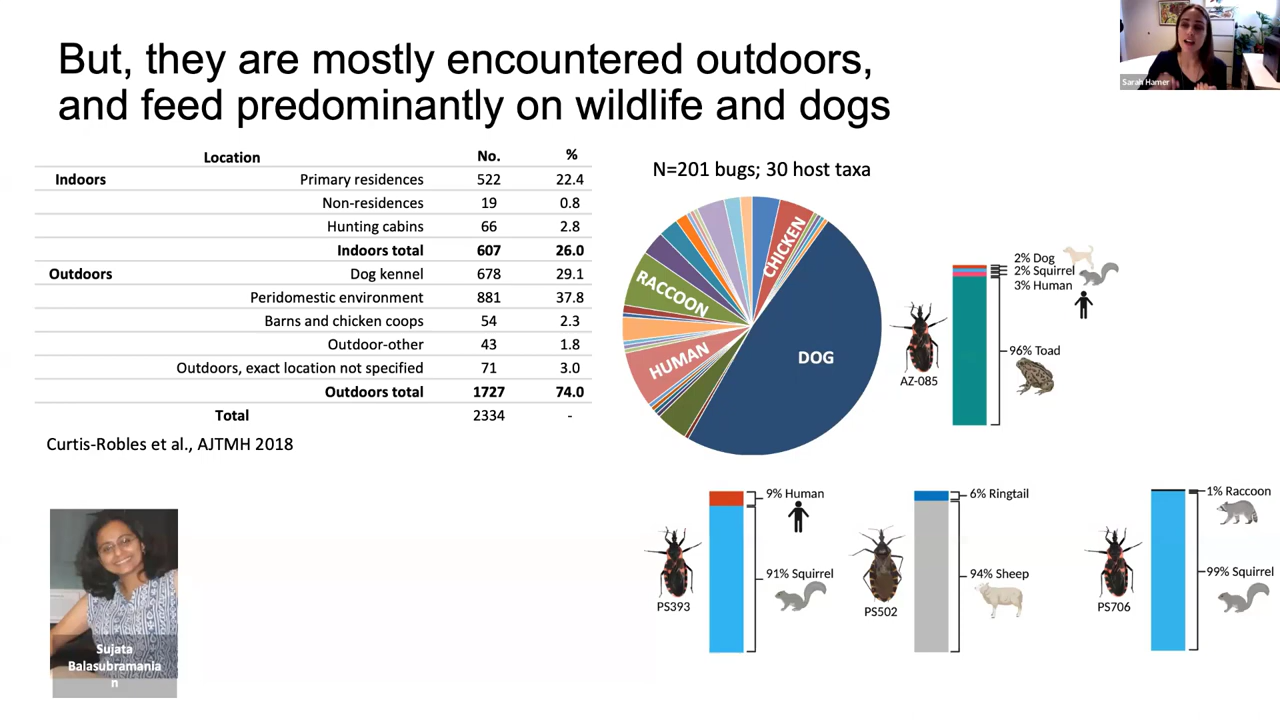 But, they are mostly encountered outdoors,
and feed predominantly on wildlife and dogs
Sarah Hamer
Location No. %
Indoors Primary residences 522 22.4
Non-residences 19 0.8
Hunting cabins 66 2.8
Indoors total 607 26.0
Outdoors Dog kennel 678 29.1
Peridomestic environment 881 37.8
Barns and chicken coops 54 2.3
Outdoor-other 43 1.8
Outdoors, exact location not specified 71 3.0
Outdoors total 1727 74.0
Total 2334 -
Curtis-Robles et al., AJTMH 2018
N=201 bugs; 30 host taxa
CHICKEN
RACCOON
HUMAN
DOG
2% Dog
2% Squirrel
3% Human
96% Toad
AZ-085
9% Human
91% Squirrel
PS393
6% Ringtail
94% Sheep
PS502
1% Raccoon
99% Squirrel
PS706
Sujata
Balasubramania
n